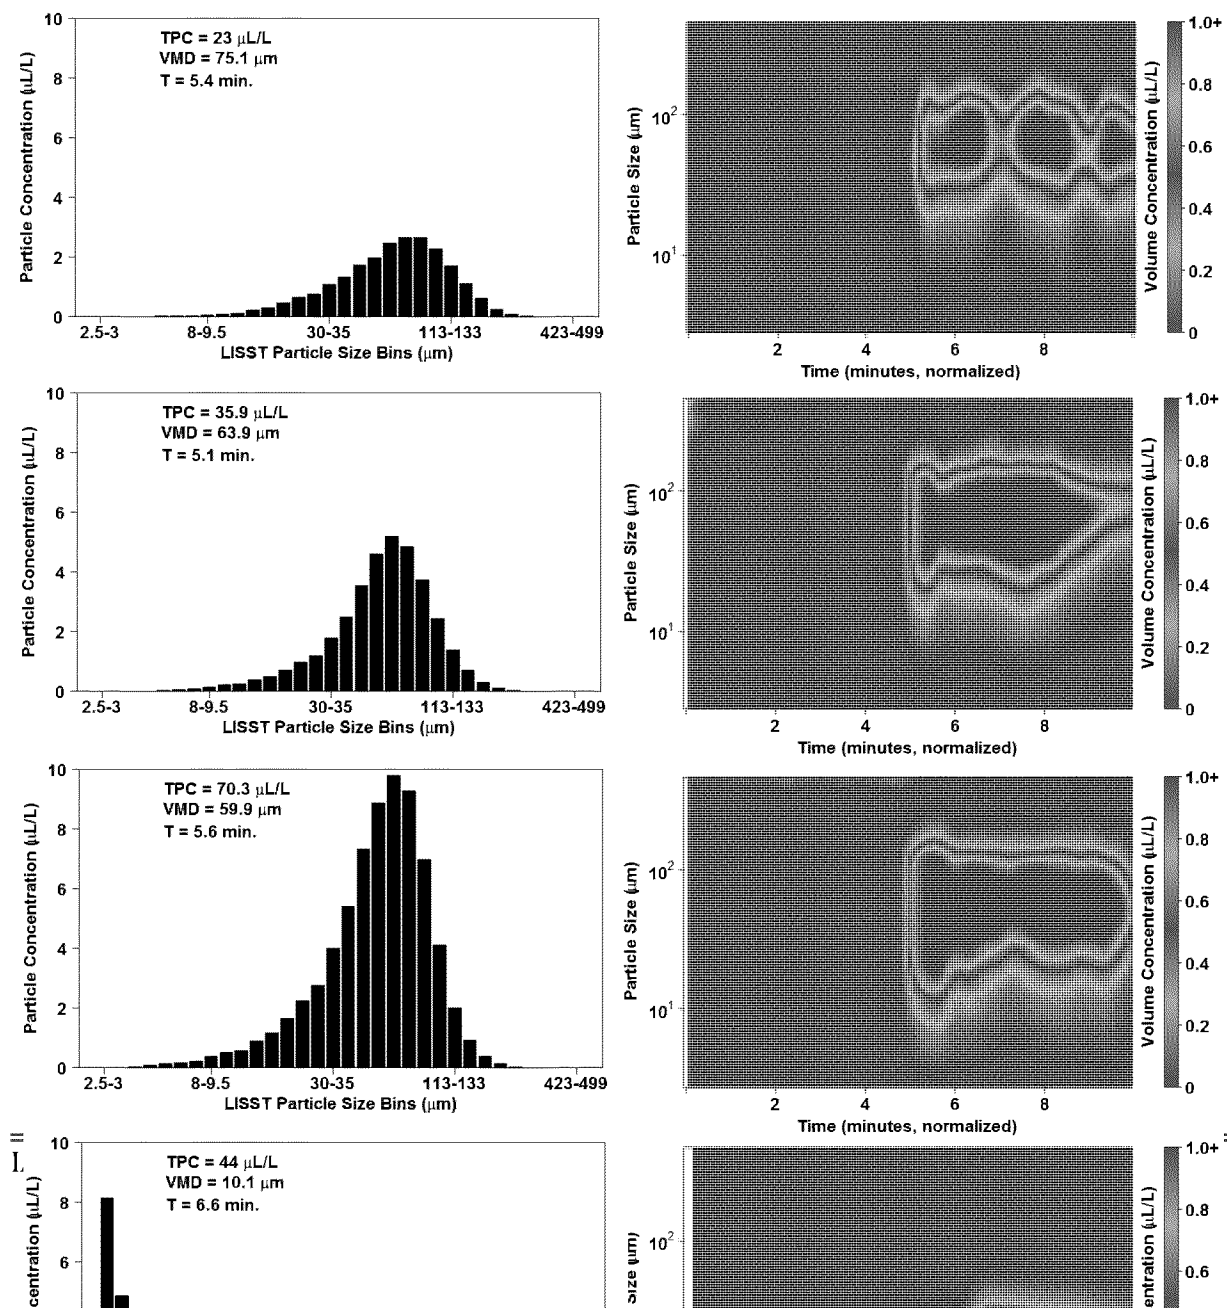 10
8
6
4
2
0
Particle Concentration (µL/L)
TPC = 23 µL/L
VMD = 75.1 µm
T = 5.4 min.
2.5-3 8-9.5 30-35 113-133 423-499
LISST Particle Size Bins (µm)
Particle Size (µm)
10²
10¹
2 4 6 8
Time (minutes, normalized)
Volume Concentration (µL/L)
1.0+
0.8
0.6
0.4
0.2
0
10
8
6
4
2
0
Particle Concentration (µL/L)
TPC = 35.9 µL/L
VMD = 63.9 µm
T = 5.1 min.
2.5-3 8-9.5 30-35 113-133 423-499
LISST Particle Size Bins (µm)
Particle Size (µm)
10²
10¹
2 4 6 8
Time (minutes, normalized)
Volume Concentration (µL/L)
1.0+
0.8
0.6
0.4
0.2
0
10
8
6
4
2
0
Particle Concentration (µL/L)
TPC = 70.3 µL/L
VMD = 59.9 µm
T = 5.6 min.
2.5-3 8-9.5 30-35 113-133 423-499
LISST Particle Size Bins (µm)
Particle Size (µm)
10²
10¹
2 4 6 8
Time (minutes, normalized)
Volume Concentration (µL/L)
1.0+
0.8
0.6
0.4
0.2
0
L
10
8
6
centration (µL/L)
TPC = 44 µL/L
VMD = 10.1 µm
T = 6.6 min.
Size (µm)
10²
entration (µL/L)
1.0+
0.8
0.6